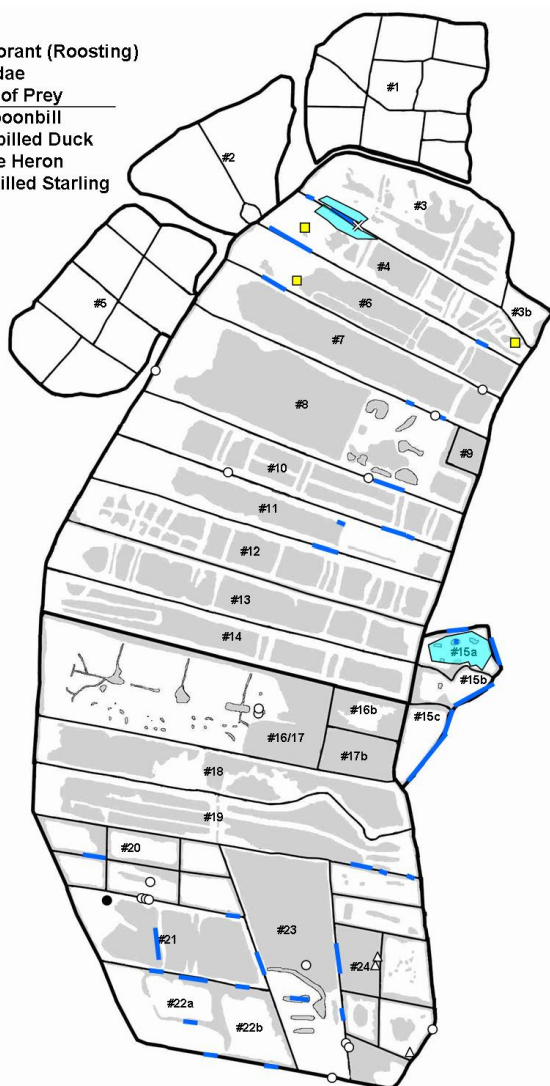 orant (Roosting)
dae
of Prey
oonbill
billed Duck
e Heron
illed Starling
#1
#2
#3
#4
#3b
#5
#6
#7
#8
#9
#10
#11
#12
#13
#14
#15a
#15b
#15c
#16b
#16/17
#17b
#18
#19
#20
#21
#23
#24
#22a
#22b